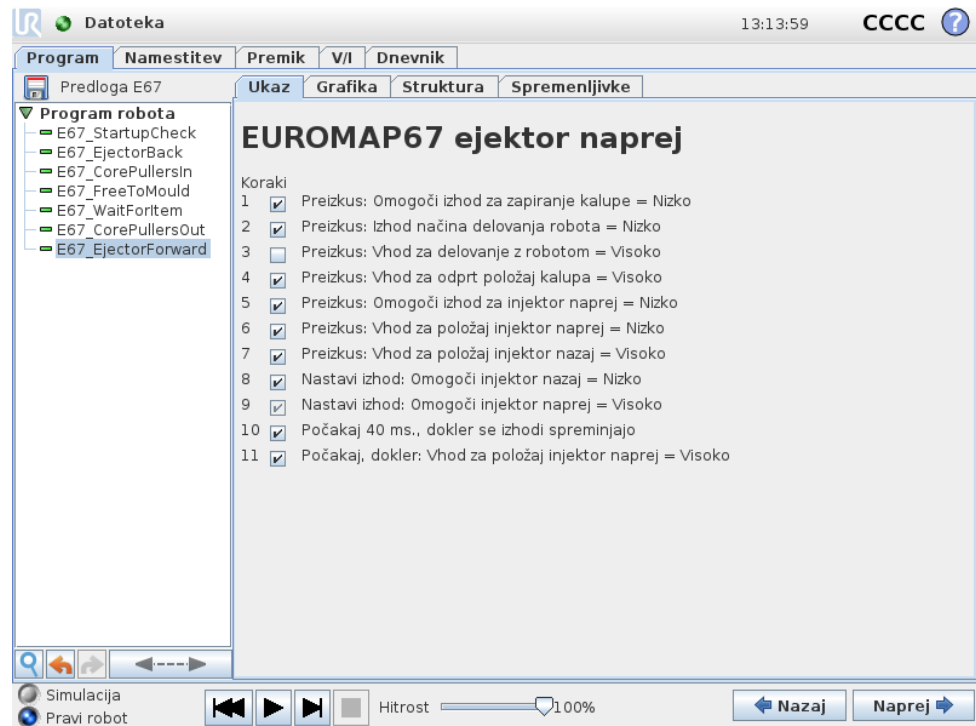 UR Datoteka 13:13:59 CCCC ?
Program Namestitev Premik V/I Dnevnik
Predloga E67
Ukaz Grafika Struktura Spremenljivke
Program robota
E67_StartupCheck
E67_EjectorBack
E67_CorePullersIn
E67_FreeToMould
E67_WaitForItem
E67_CorePullersOut
E67_EjectorForward
EUROMAP67 ejektor naprej
Koraki
1 Preizkus: Omogoči izhod za zapiranje kalupe = Nizko
2 Preizkus: Izhod načina delovanja robota = Nizko
3 Preizkus: Vhod za delovanje z robotom = Visoko
4 Preizkus: Vhod za odprt položaj kalupa = Visoko
5 Preizkus: Omogoči izhod za injektor naprej = Nizko
6 Preizkus: Vhod za položaj injektor naprej = Nizko
7 Preizkus: Vhod za položaj injektor nazaj = Visoko
8 Nastavi izhod: Omogoči injektor nazaj = Nizko
9 Nastavi izhod: Omogoči injektor naprej = Visoko
10 Počakaj 40 ms., dokler se izhodi spreminjajo
11 Počakaj, dokler: Vhod za položaj injektor naprej = Visoko
Simulacija
Pravi robot
Hitrost 100%
Nazaj Naprej